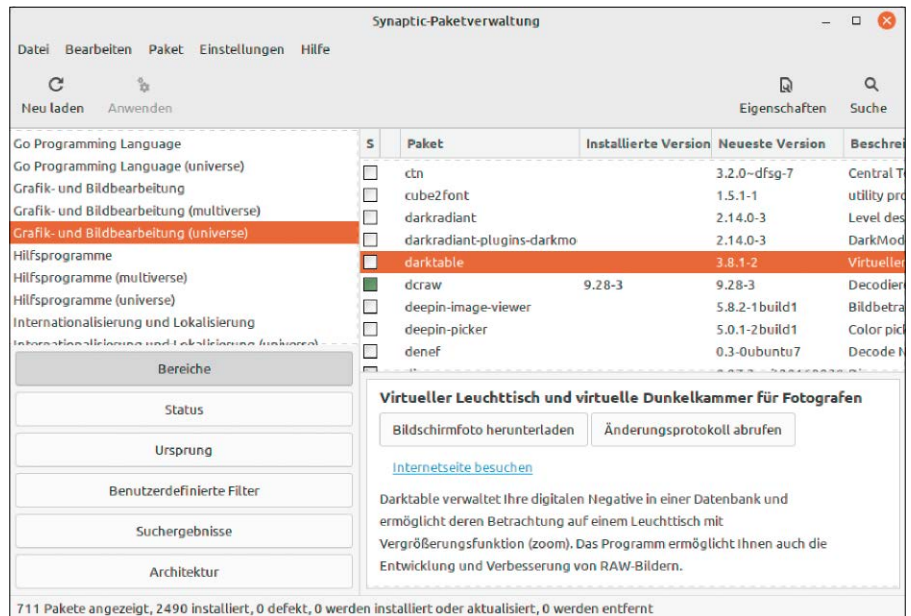 Synaptic-Paketverwaltung
Datei Bearbeiten Paket Einstellungen Hilfe
Neu laden Anwenden Eigenschaften Suche
Go Programming Language
Go Programming Language (universe)
Grafik- und Bildbearbeitung
Grafik- und Bildbearbeitung (multiverse)
Grafik- und Bildbearbeitung (universe)
Hilfsprogramme
Hilfsprogramme (multiverse)
Hilfsprogramme (universe)
Internationalisierung und Lokalisierung
Internationalisierung und Lokalisierung (universe)
Bereiche
Status
Ursprung
Benutzerdefinierte Filter
Suchergebnisse
Architektur
S Paket Installierte Version Neueste Version Beschrei
ctn 3.2.0~dfsg-7 Central T
cube2font 1.5.1-1 utility pro
darkradiant 2.14.0-3 Level des
darkradiant-plugins-darkmo 2.14.0-3 DarkMod
darktable 3.8.1-2 Virtueller
dcraw 9.28-3 9.28-3 Decodier
deepin-image-viewer 5.8.2-1build1 Bildbetra
deepin-picker 5.0.1-2build1 Color pick
denef 0.3-0ubuntu7 Decode N
Virtueller Leuchttisch und virtuelle Dunkelkammer für Fotografen
Bildschirmfoto herunterladen Änderungsprotokoll abrufen
Internetseite besuchen
Darktable verwaltet Ihre digitalen Negative in einer Datenbank und
ermöglicht deren Betrachtung auf einem Leuchttisch mit
Vergrößerungsfunktion (zoom). Das Programm ermöglicht Ihnen auch die
Entwicklung und Verbesserung von RAW-Bildern.
711 Pakete angezeigt, 2490 installiert, 0 defekt, 0 werden installiert oder aktualisiert, 0 werden entfernt